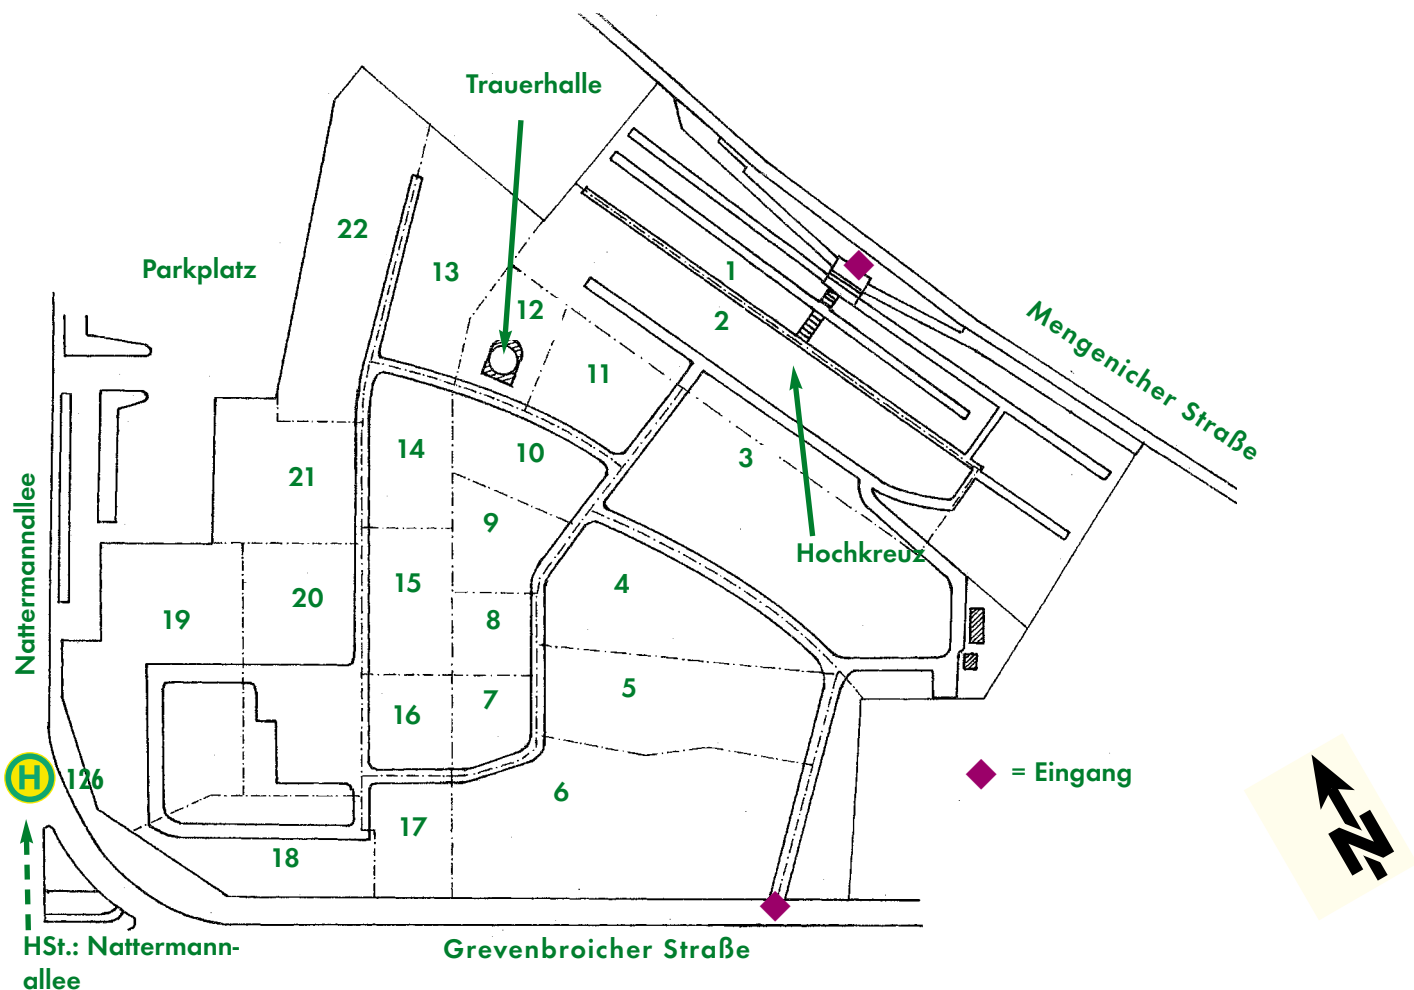 Trauerhalle
22
Parkplatz
13
1
12
2
Mengenicher Straße
11
14
10
3
21
9
Hochkreuz
Nattermannallee
15
4
20
19
8
5
7
16
H
126
= Eingang
6
17
18
N
HSt.: Nattermann-
allee
Grevenbroicher Straße